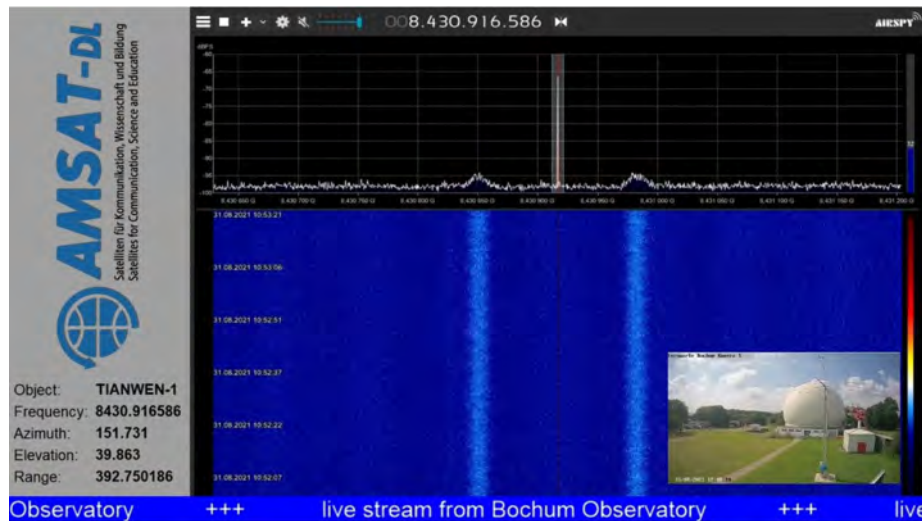 AMSAT-DL
Satelliten für Kommunikation, Wissenschaft und Bildung
Satellites for Communication, Science and Education
Object: TIANWEN-1
Frequency: 8430.916586
Azimuth: 151.731
Elevation: 39.863
Range: 392.750186
008.430.916.586
AIRSPY
31.08.2021 10:53:21
31.08.2021 10:53:06
31.08.2021 10:52:51
31.08.2021 10:52:37
31.08.2021 10:52:22
31.08.2021 10:52:07
Observatory +++ live stream from Bochum Observatory +++ live